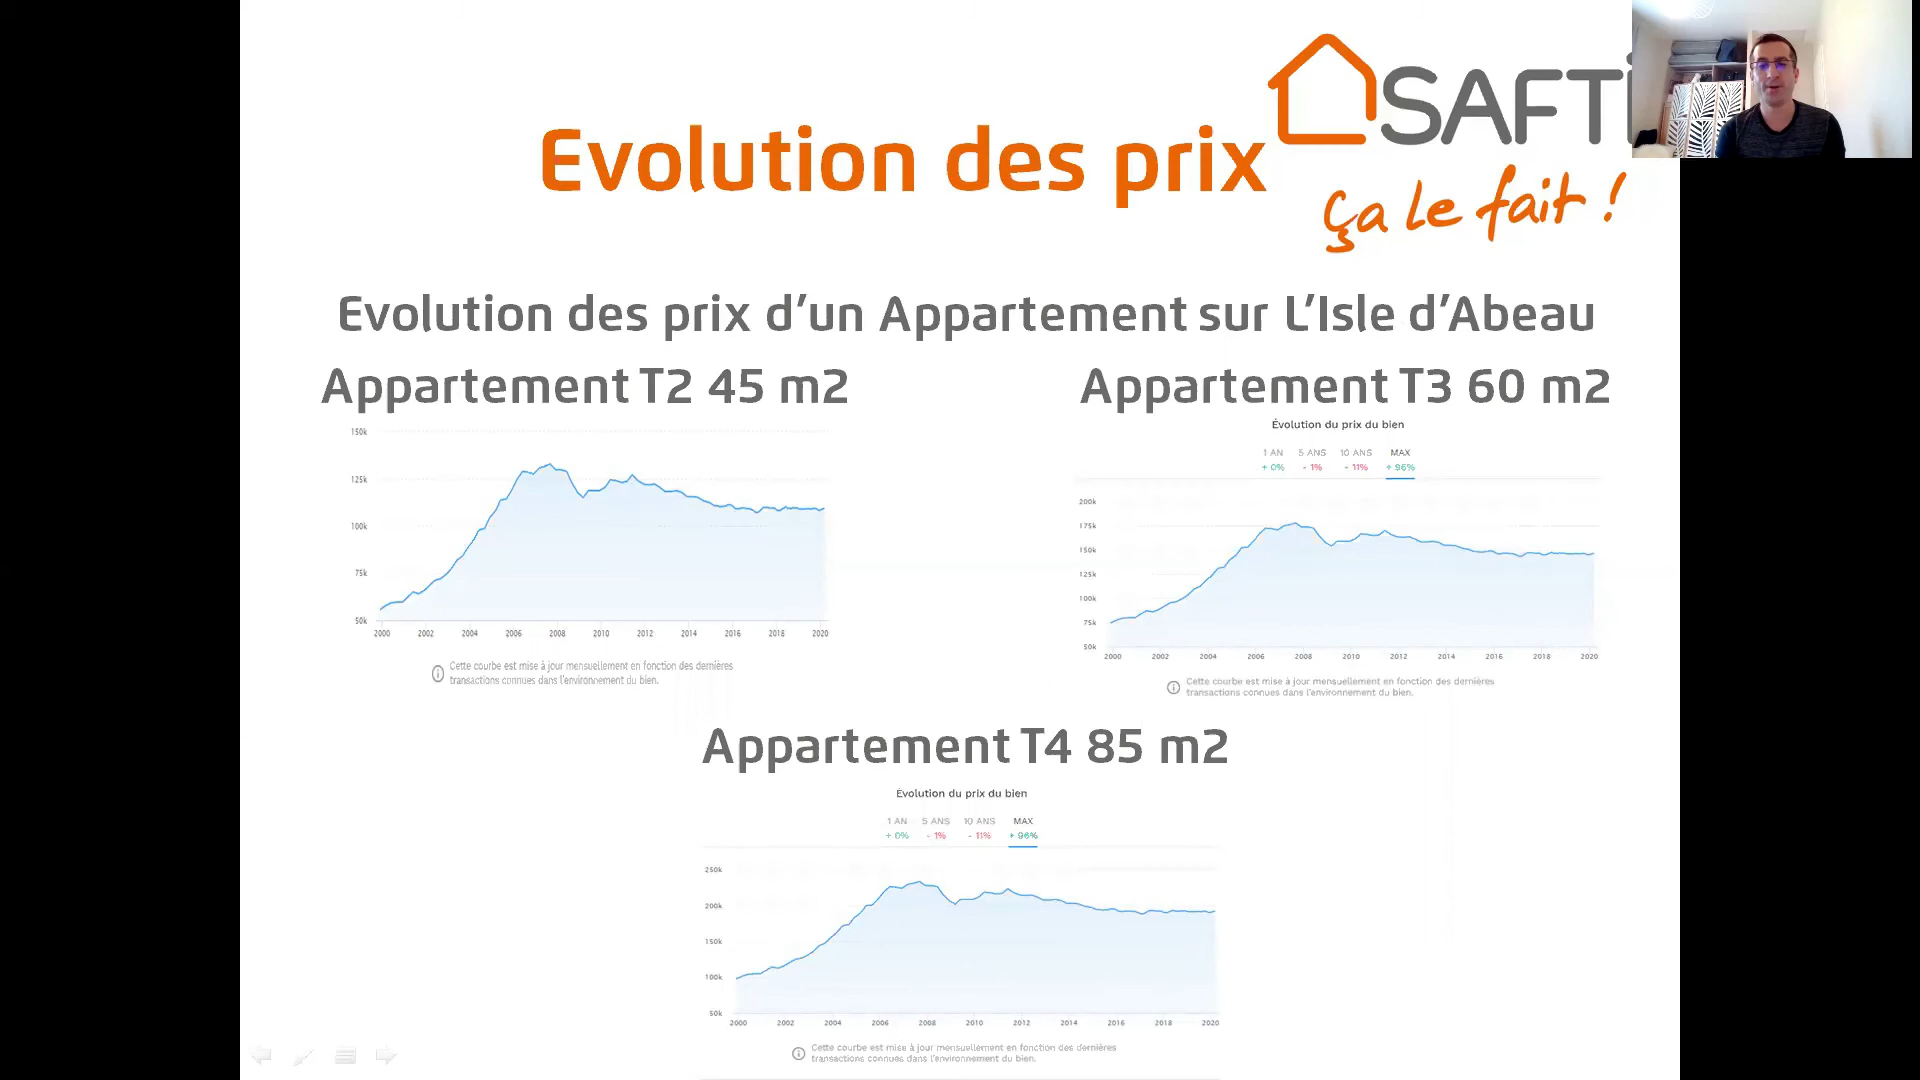 SAFTi
Evolution des prix
ça le fait !
Evolution des prix d’un Appartement sur L’Isle d’Abeau
Appartement T2 45 m2
150k
125k
100k
75k
50k
2000 2002 2004 2006 2008 2010 2012 2014 2016 2018 2020
Cette courbe est mise à jour mensuellement en fonction des dernières
transactions connues dans l'environnement du bien.
Appartement T3 60 m2
Évolution du prix du bien
1 AN 5 ANS 10 ANS MAX
+ 0% - 1% - 11% + 96%
200k
175k
150k
125k
100k
75k
50k
2000 2002 2004 2006 2008 2010 2012 2014 2016 2018 2020
Cette courbe est mise à jour mensuellement en fonction des dernières
transactions connues dans l'environnement du bien.
Appartement T4 85 m2
Évolution du prix du bien
1 AN 5 ANS 10 ANS MAX
+ 0% - 1% - 11% + 96%
250k
200k
150k
100k
50k
2000 2002 2004 2006 2008 2010 2012 2014 2016 2018 2020
Cette courbe est mise à jour mensuellement en fonction des dernières
transactions connues dans l'environnement du bien.